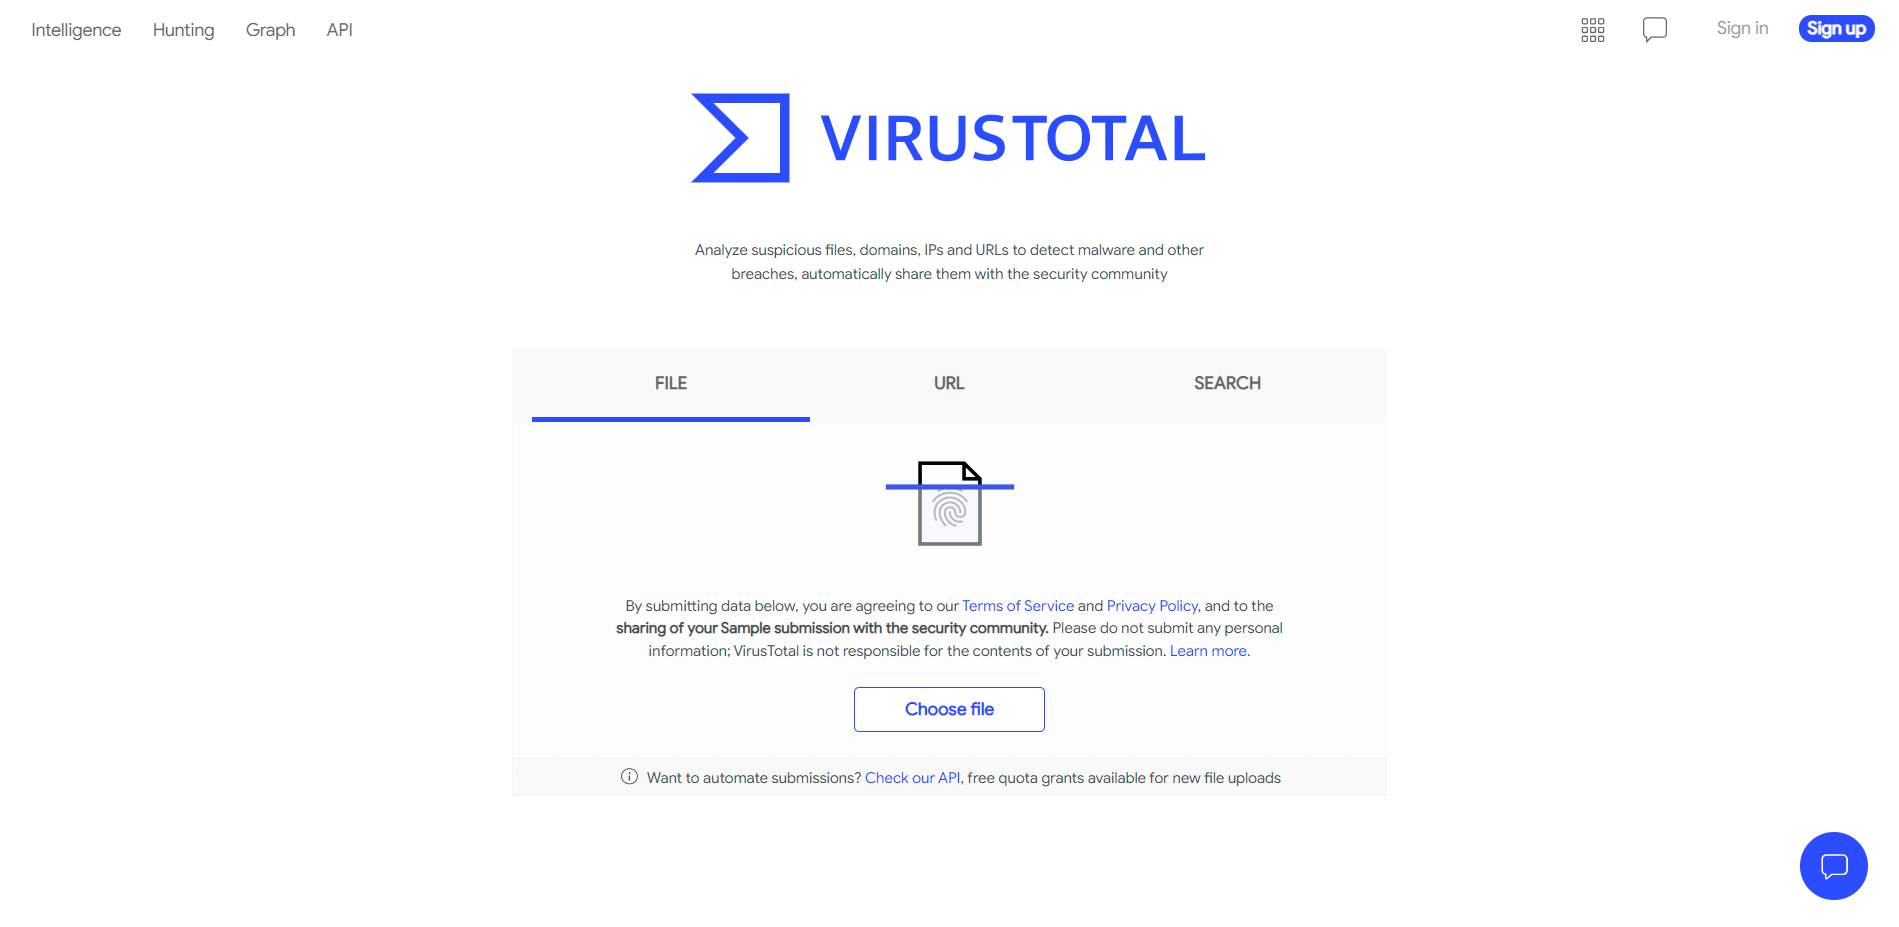 Intelligence Hunting Graph API Sign in Sign up
VIRUSTOTAL
Analyze suspicious files, domains, IPs and URLs to detect malware and other
breaches, automatically share them with the security community
FILE URL SEARCH
By submitting data below, you are agreeing to our Terms of Service and Privacy Policy, and to the
sharing of your Sample submission with the security community. Please do not submit any personal
information; VirusTotal is not responsible for the contents of your submission. Learn more.
Choose file
Want to automate submissions? Check our API, free quota grants available for new file uploads